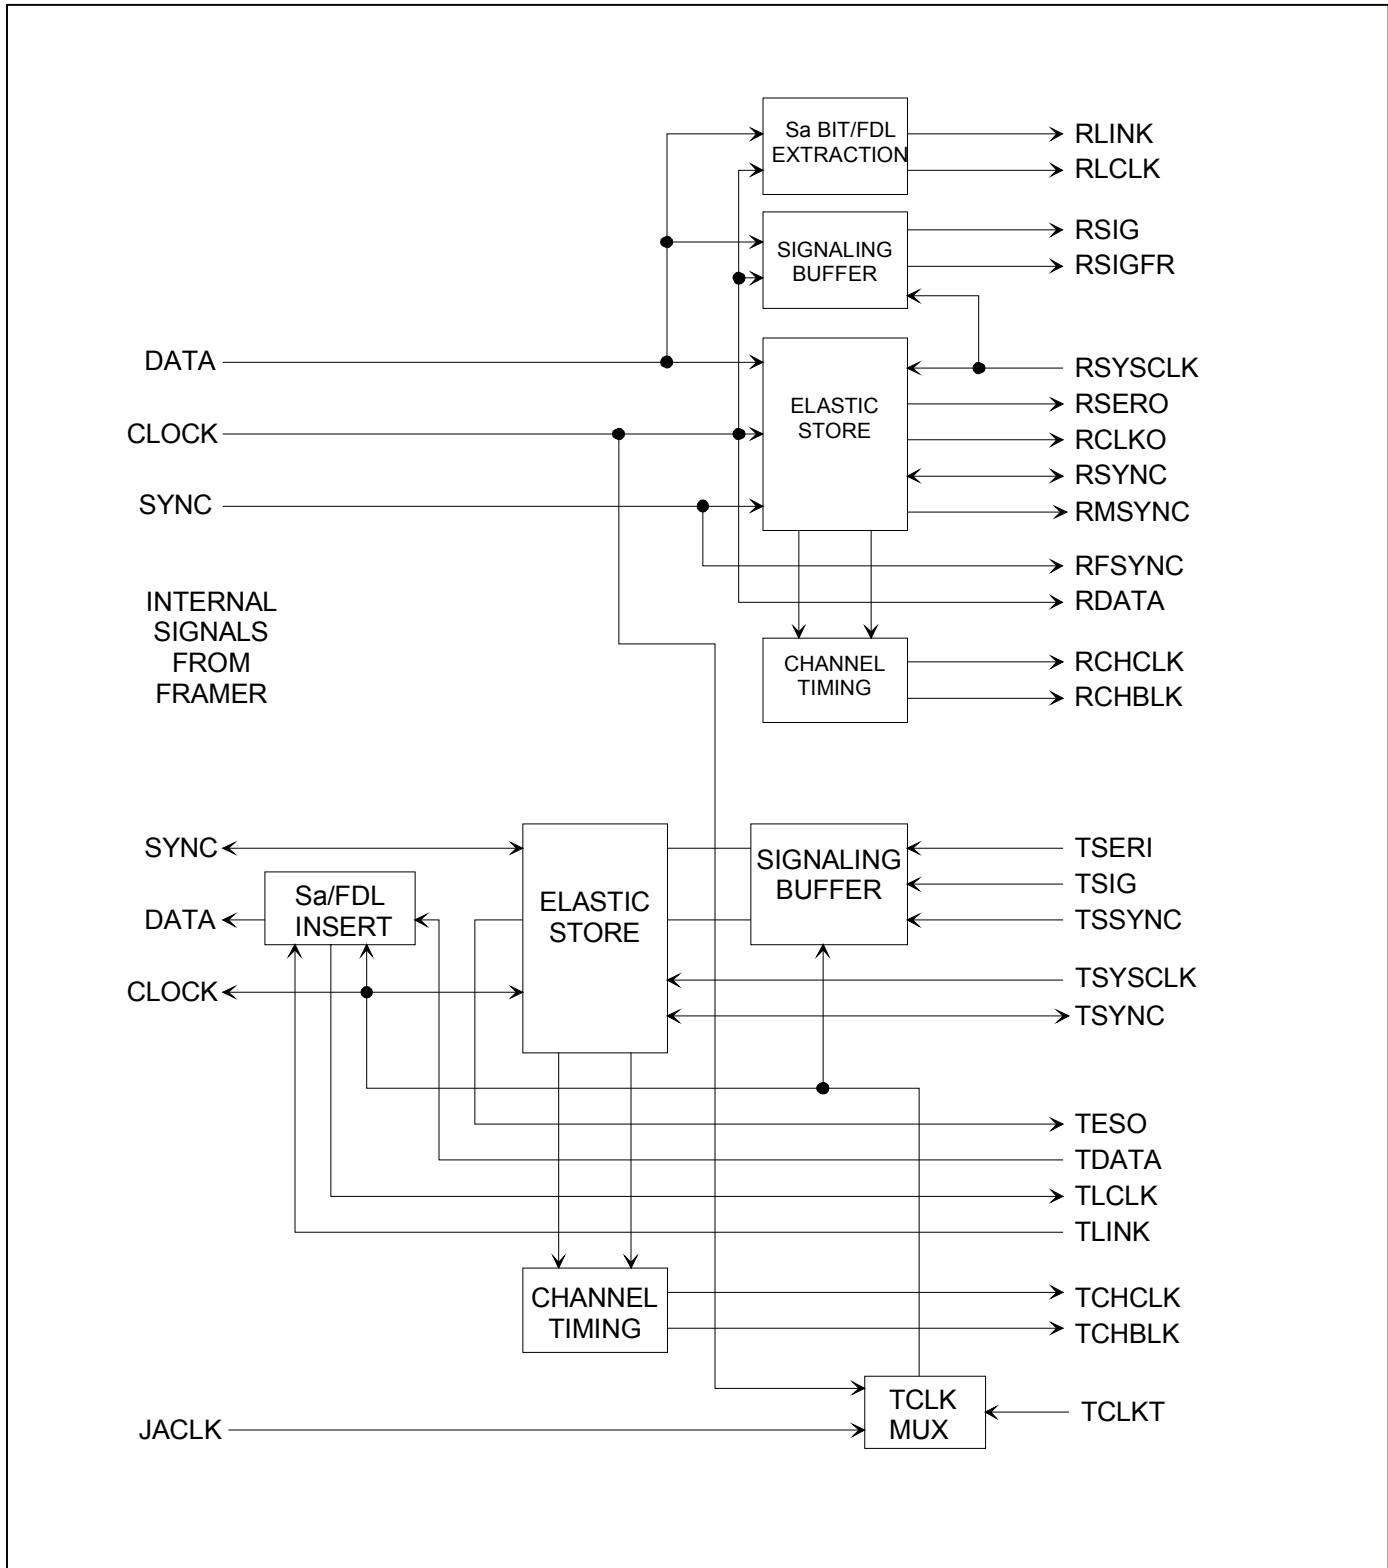 Sa BIT/FDL
EXTRACTION
RLINK
RLCLK
SIGNALING
BUFFER
RSIG
RSIGFR
DATA
CLOCK
SYNC
ELASTIC
STORE
RSYSCLK
RSERO
RCLKO
RSYNC
RMSYNC
RFSYNC
RDATA
INTERNAL
SIGNALS
FROM
FRAMER
CHANNEL
TIMING
RCHCLK
RCHBLK
SYNC
DATA
CLOCK
Sa/FDL
INSERT
ELASTIC
STORE
SIGNALING
BUFFER
TSERI
TSIG
TSSYNC
TSYSCLK
TSYNC
TESO
TDATA
TLCLK
TLINK
CHANNEL
TIMING
TCHCLK
TCHBLK
JACLK
TCLK
MUX
TCLKT